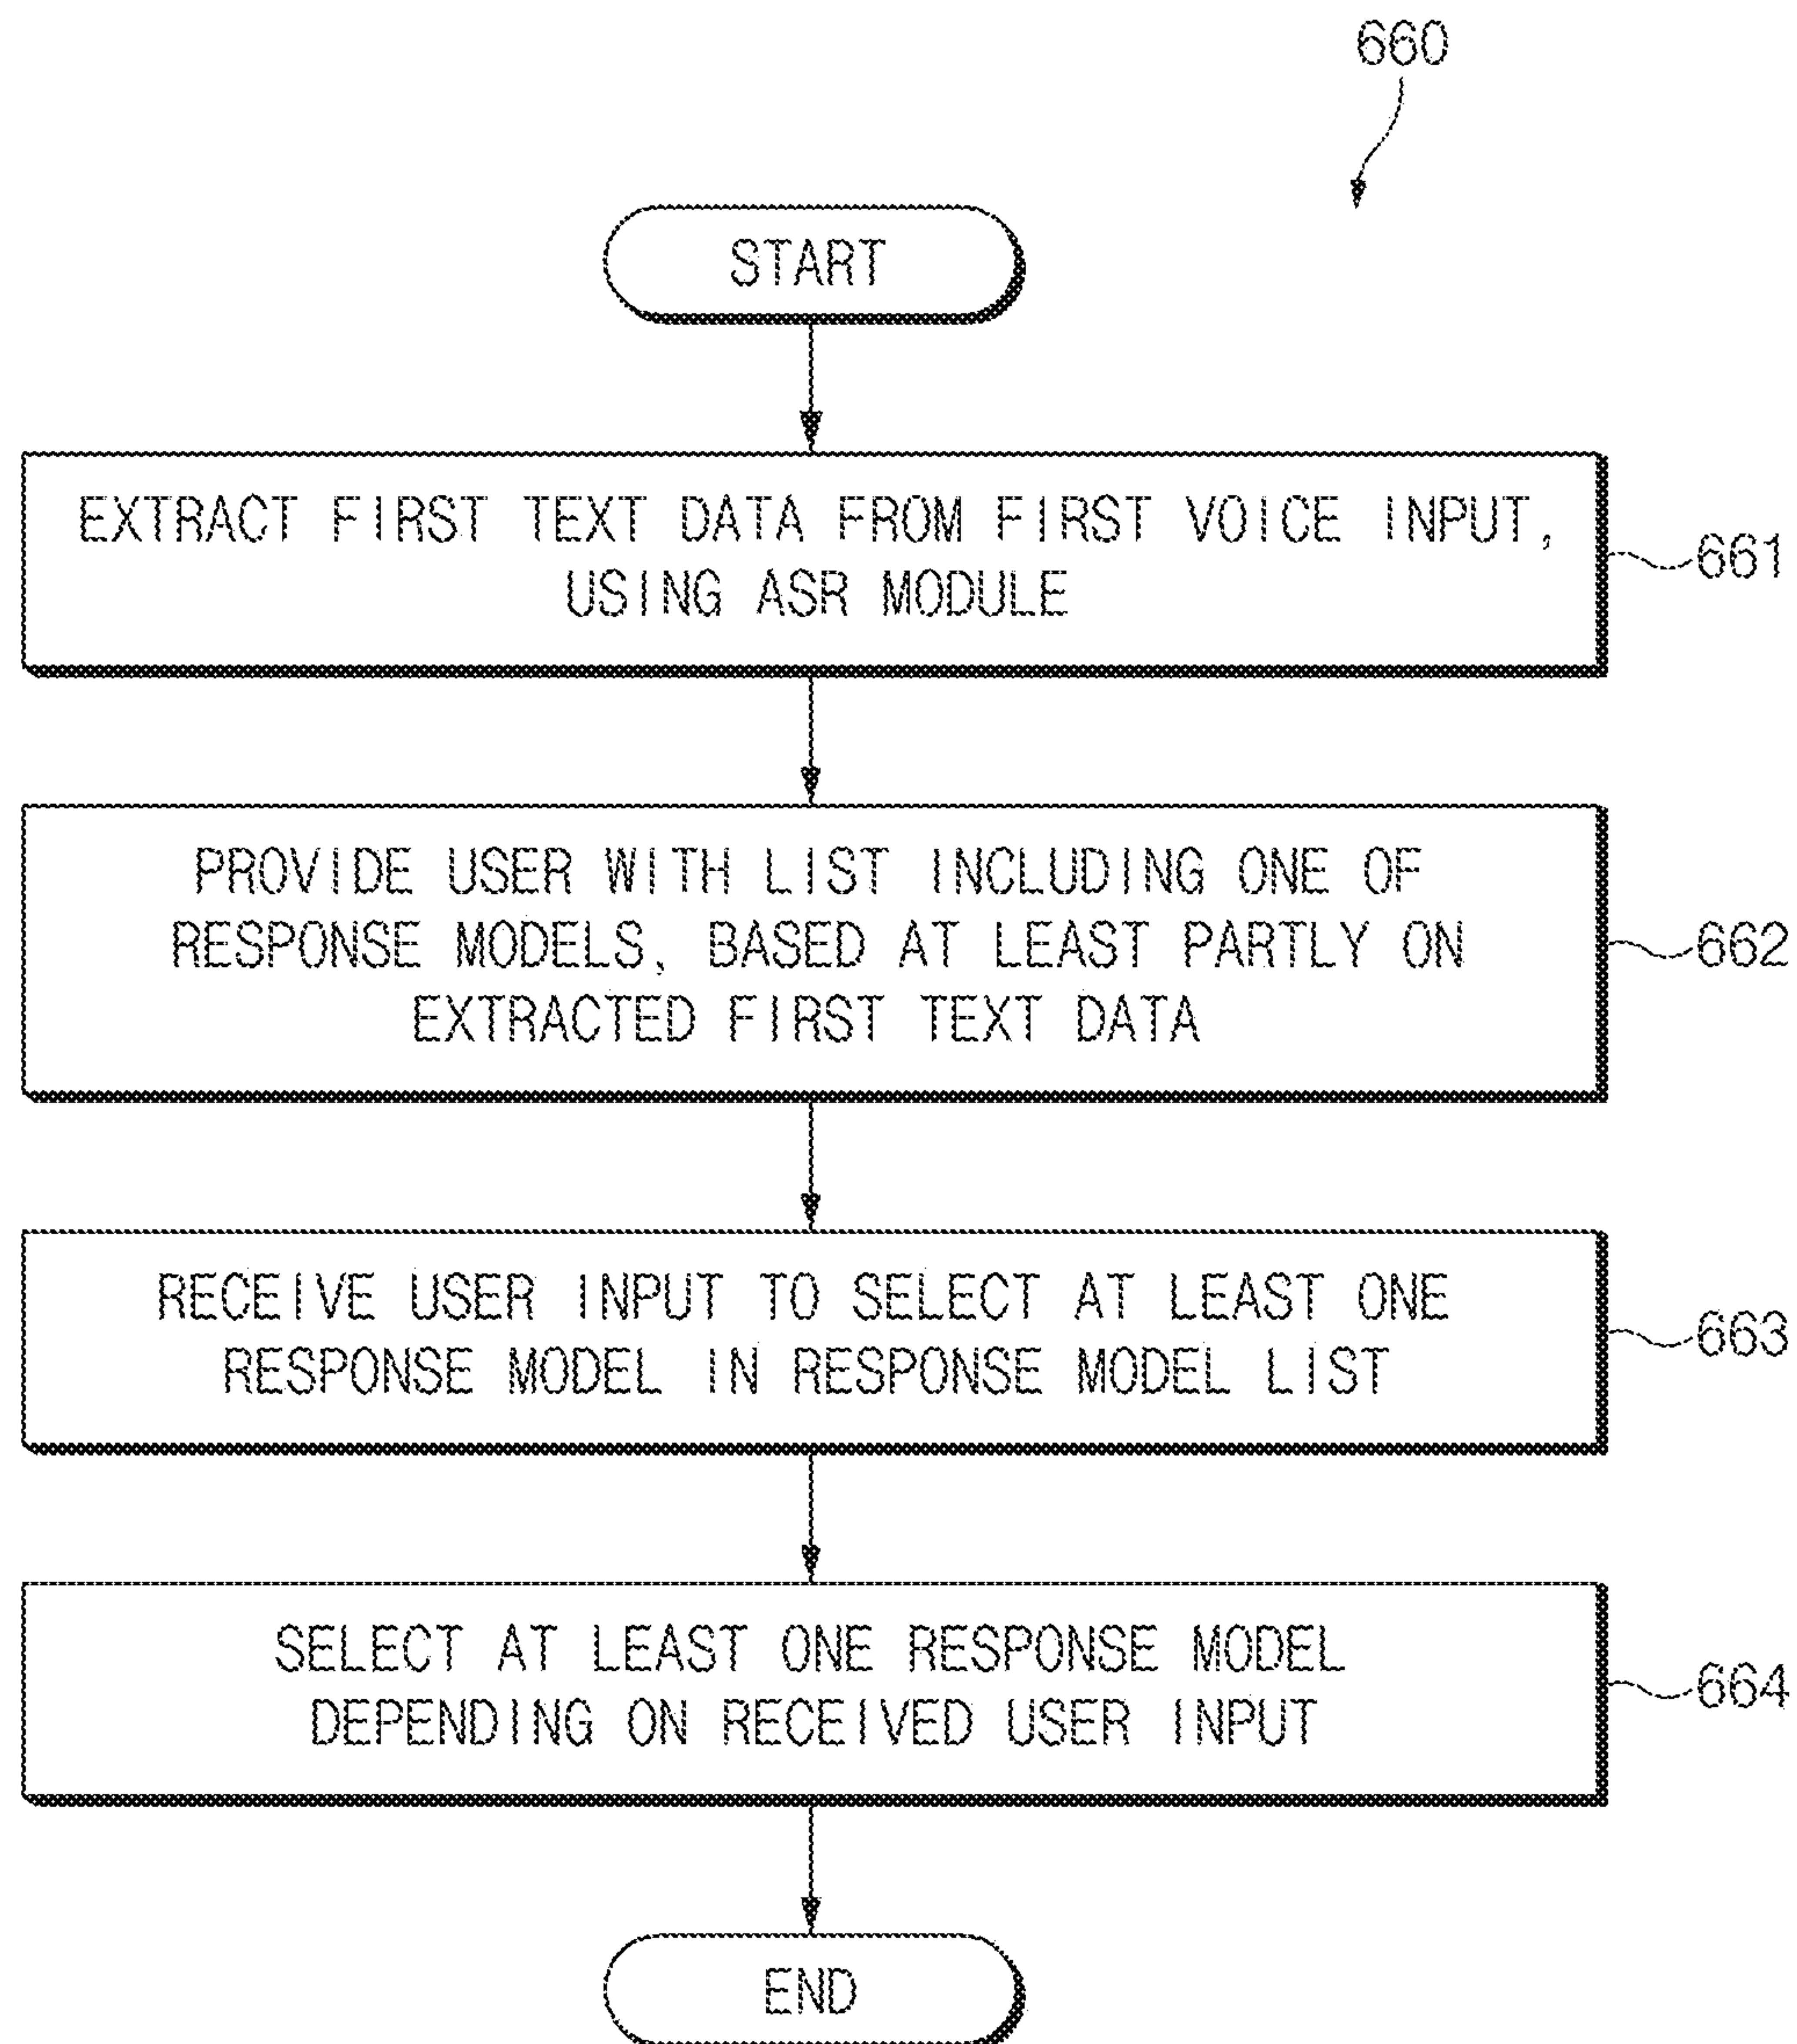 660
START
EXTRACT FIRST TEXT DATA FROM FIRST VOICE INPUT,
USING ASR MODULE
661
PROVIDE USER WITH LIST INCLUDING ONE OF
RESPONSE MODELS, BASED AT LEAST PARTLY ON
EXTRACTED FIRST TEXT DATA
662
RECEIVE USER INPUT TO SELECT AT LEAST ONE
RESPONSE MODEL IN RESPONSE MODEL LIST
663
SELECT AT LEAST ONE RESPONSE MODEL
DEPENDING ON RECEIVED USER INPUT
664
END